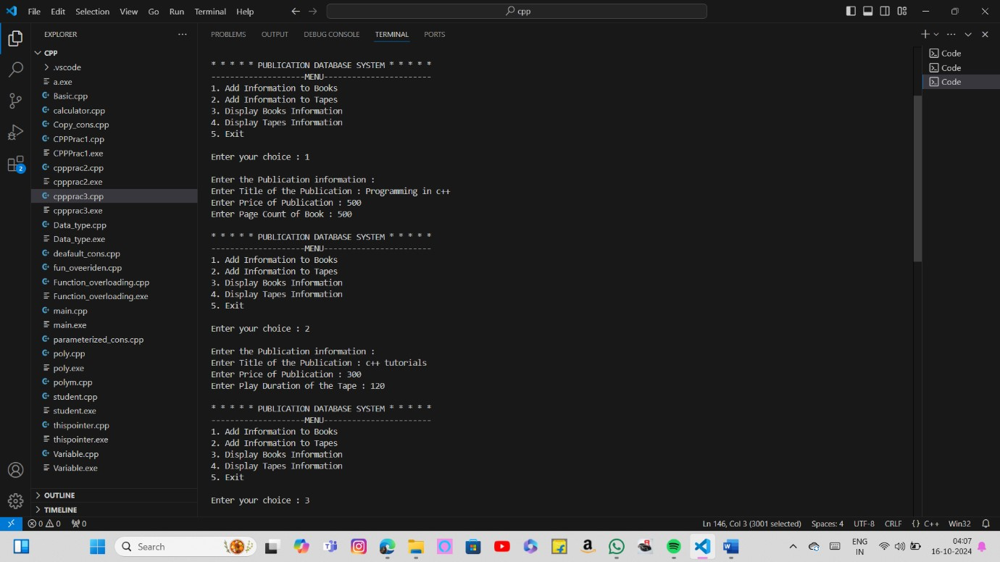 File Edit Selection View Go Run Terminal Help
cpp
EXPLORER
PROBLEMS OUTPUT DEBUG CONSOLE TERMINAL PORTS
CPP
.vscode
a.exe
Basic.cpp
calculator.cpp
Copy_cons.cpp
CPPPrac1.cpp
CPPPrac1.exe
cppprac2.cpp
cppprac2.exe
cppprac3.cpp
cppprac3.exe
Data_type.cpp
Data_type.exe
deafault_cons.cpp
fun_oveeriden.cpp
Function_overloading.cpp
Function_overloading.exe
main.cpp
main.exe
parameterized_cons.cpp
poly.cpp
poly.exe
polym.cpp
student.cpp
student.exe
thispointer.cpp
thispointer.exe
Variable.cpp
Variable.exe
OUTLINE
TIMELINE
2
* * * * * PUBLICATION DATABASE SYSTEM * * * * *
--------------------MENU-----------------------
1. Add Information to Books
2. Add Information to Tapes
3. Display Books Information
4. Display Tapes Information
5. Exit
Enter your choice : 1
Enter the Publication information :
Enter Title of the Publication : Programming in c++
Enter Price of Publication : 500
Enter Page Count of Book : 500
* * * * * PUBLICATION DATABASE SYSTEM * * * * *
--------------------MENU-----------------------
1. Add Information to Books
2. Add Information to Tapes
3. Display Books Information
4. Display Tapes Information
5. Exit
Enter your choice : 2
Enter the Publication information :
Enter Title of the Publication : c++ tutorials
Enter Price of Publication : 300
Enter Play Duration of the Tape : 120
* * * * * PUBLICATION DATABASE SYSTEM * * * * *
--------------------MENU-----------------------
1. Add Information to Books
2. Add Information to Tapes
3. Display Books Information
4. Display Tapes Information
5. Exit
Enter your choice : 3
Code
Code
Code
0 0 0
Ln 146, Col 3 (3001 selected) Spaces: 4 UTF-8 CRLF {} C++ Win32
Search
ENG
IN
04:07
16-10-2024